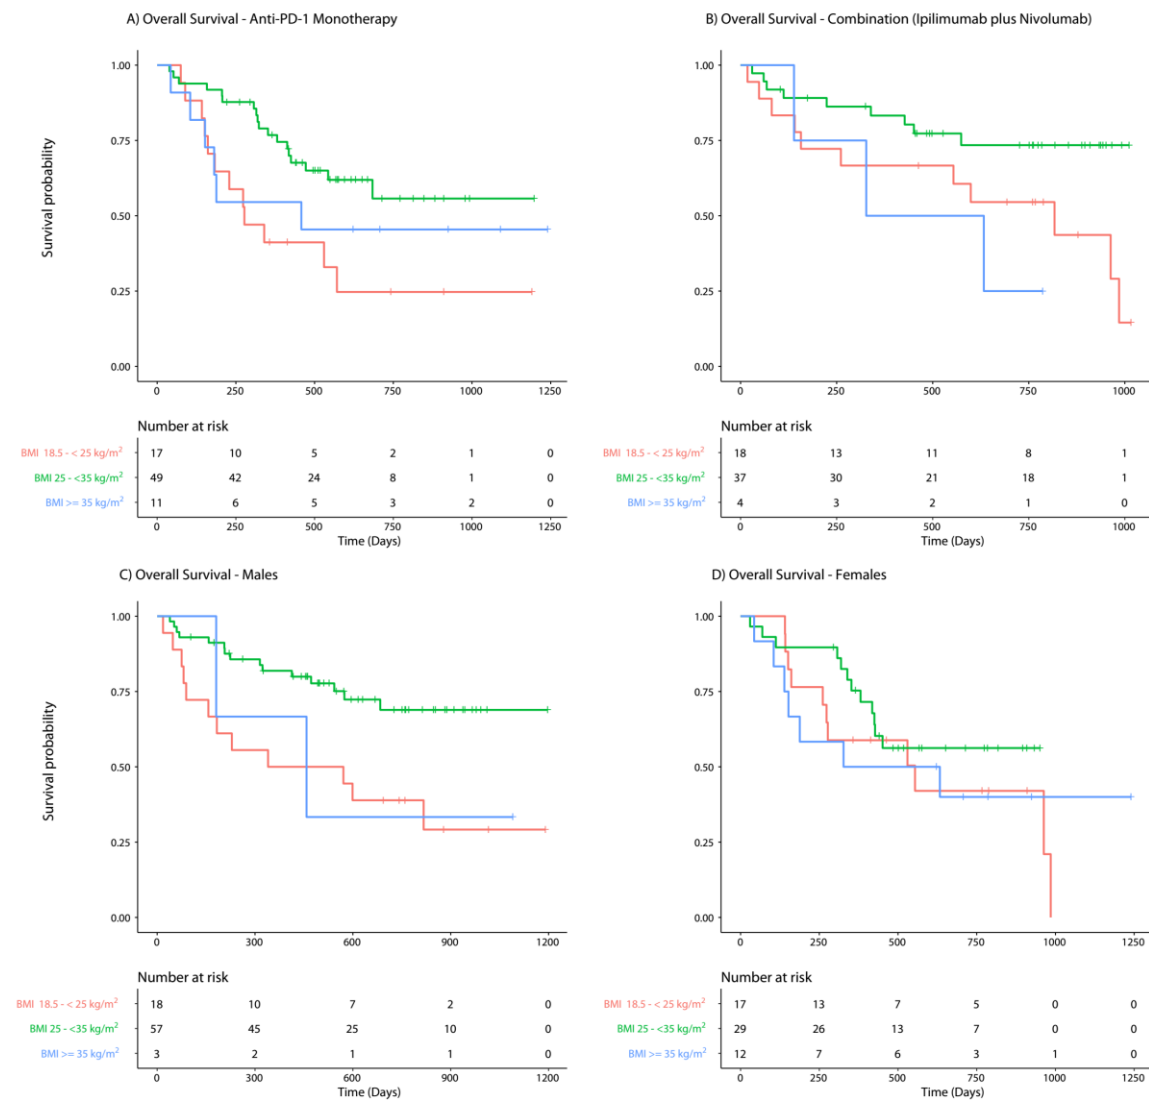 A) Overall Survival - Anti-PD-1 Monotherapy
Survival probability
1.00
0.75
0.50
0.25
0.00
0 250 500 750 1000 1250
Number at risk
BMI 18.5 - < 25 kg/m² 17 10 5 2 1 0
BMI 25 - <35 kg/m² 49 42 24 8 1 0
BMI >= 35 kg/m² 11 6 5 3 2 0
0 250 500 750 1000 1250
Time (Days)
B) Overall Survival - Combination (Ipilimumab plus Nivolumab)
1.00
0.75
0.50
0.25
0.00
0 250 500 750 1000
Number at risk
BMI 18.5 - < 25 kg/m² 18 13 11 8 1
BMI 25 - <35 kg/m² 37 30 21 18 1
BMI >= 35 kg/m² 4 3 2 1 0
0 250 500 750 1000
Time (Days)
C) Overall Survival - Males
Survival probability
1.00
0.75
0.50
0.25
0.00
0 300 600 900 1200
Number at risk
BMI 18.5 - < 25 kg/m² 18 10 7 2 0
BMI 25 - <35 kg/m² 57 45 25 10 0
BMI >= 35 kg/m² 3 2 1 1 0
0 300 600 900 1200
Time (Days)
D) Overall Survival - Females
1.00
0.75
0.50
0.25
0.00
0 250 500 750 1000 1250
Number at risk
BMI 18.5 - < 25 kg/m² 17 13 7 5 0 0
BMI 25 - <35 kg/m² 29 26 13 7 0 0
BMI >= 35 kg/m² 12 7 6 3 1 0
0 250 500 750 1000 1250
Time (Days)